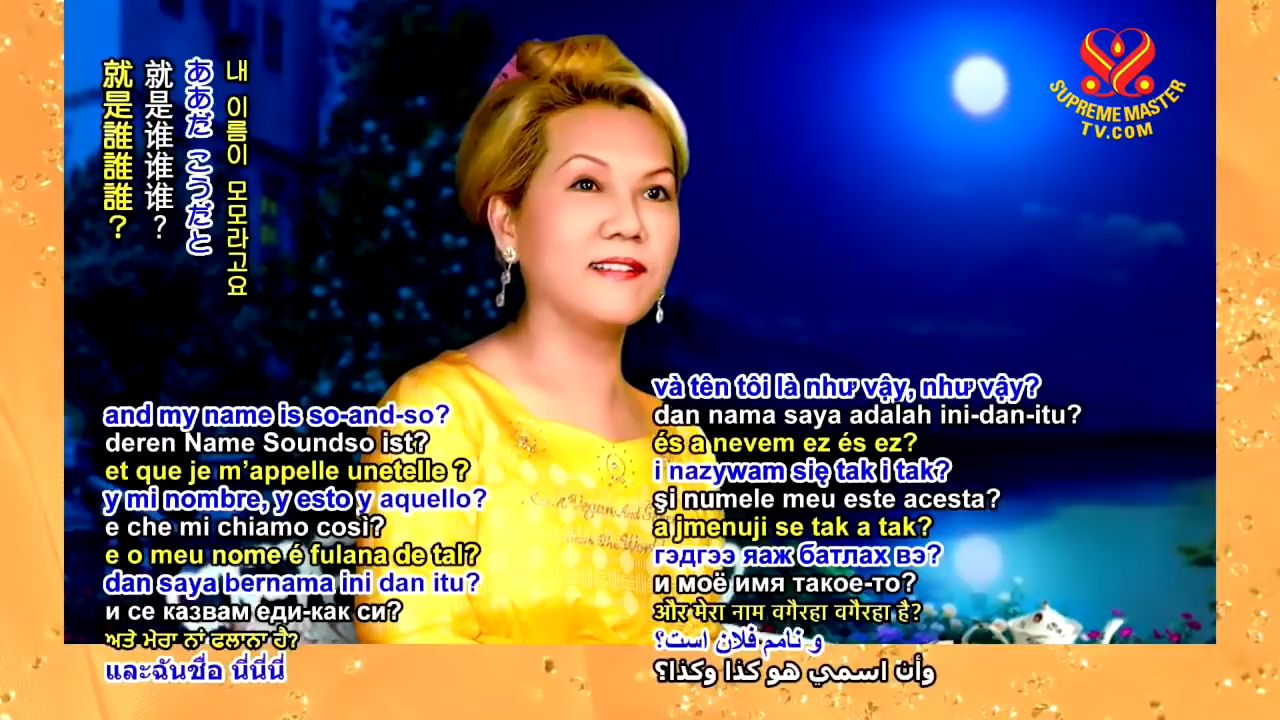 就是誰誰誰？
就是谁谁谁？
ああだ こうだと
내 이름이 모모라고요
SUPREME MASTER
TV.COM
and my name is so-and-so?
deren Name Soundso ist?
et que je m’appelle unetelle ?
y mi nombre, y esto y aquello?
e che mi chiamo così?
e o meu nome é fulana de tal?
dan saya bernama ini dan itu?
и се казвам еди-как си?
ਅਤੇ ਮੇਰਾ ਨਾਂ ਫਲਾਨਾ ਹੈ?
และฉันชื่อ นี่นี่นี่
và tên tôi là như vậy, như vậy?
dan nama saya adalah ini-dan-itu?
és a nevem ez és ez?
i nazywam się tak i tak?
şi numele meu este acesta?
a jmenuji se tak a tak?
гэдгээ яаж батлах вэ?
и моё имя такое-то?
और मेरा नाम वगैरहा वगैरहा है?
و نامم فلان است؟
وأن اسمي هو كذا وكذا؟